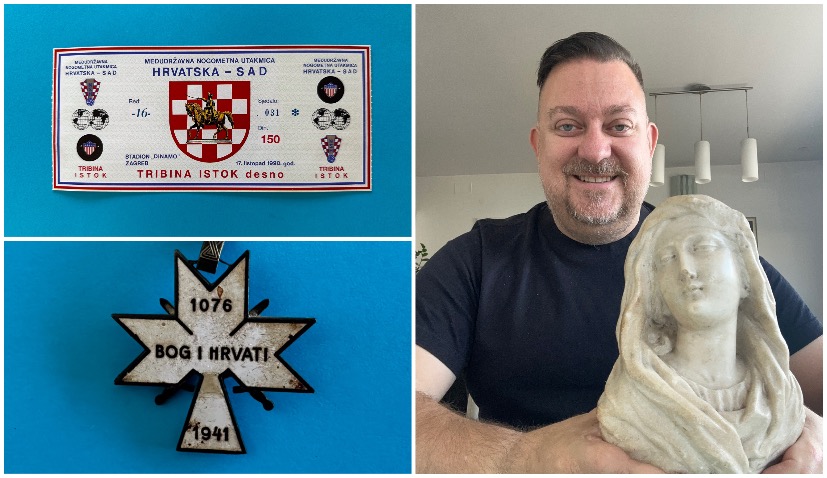 MEĐUDRŽAVNA
NOGOMETNA UTAKMICA
HRVATSKA – SAD
TRIBINA
ISTOK
MEĐUDRŽAVNA NOGOMETNA UTAKMICA
HRVATSKA – SAD
Red:
-16-
Sjedalo:
031 *
Din.
150
STADION „DINAMO”
ZAGREB
17. listopad 1990. god.
TRIBINA ISTOK desno
MEĐUDRŽAVNA
NOGOMETNA UTAKMICA
HRVATSKA – SAD
TRIBINA
ISTOK
1076
BOG I HRVATI
1941